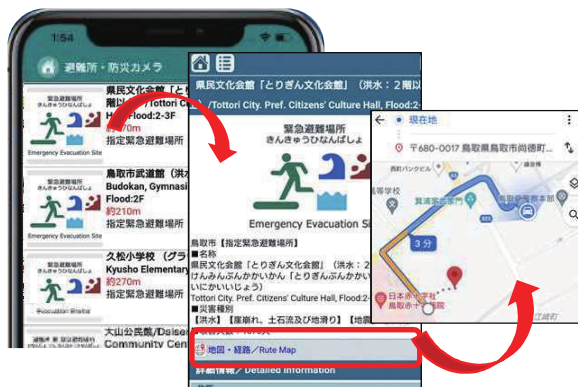 1:54
避難所・防災カメラ
緊急避難場所
きんきゅうひなんばしょ
Emergency Evacuation Site
県民文化会館「とり
階以
/Tottori
Flood:2-3F
70m
指定緊急避難場所
Emergency Evacuation Site
鳥取市武道館（洪水
Budokan, Gymnasi
Flood:2F
約210m
指定緊急避難場所
久松小学校 （グラ
Kyusho Elementary
約270m
指定緊急避難場所
Community Cen
県民文化会館「とりぎん文化会館」（洪水：２階以
/Tottori City. Pref. Citizens' Culture Hall, Flood:2-
緊急避難場所
きんきゅうひなんばしょ
Emergency Evacuation Si
鳥取市【指定緊急避難場所】
■名称
県民文化会館「とりぎん文化会館」（洪水：2
けんみんぶんかかいかん「とりぎんぶんかかい
いにかいいじょう）
Tottori City. Pref. Citizens' Culture Hall, Flood:2-
■災害種別
【洪水】【崖崩れ、土石流及び地滑り】【地震
地図・経路／Rute Map
詳細情報／Detailed Information
現在地
〒680-0017 鳥取県鳥取市尚徳町...
323
3 分
日本赤十字社
鳥取赤十字病院
江崎町